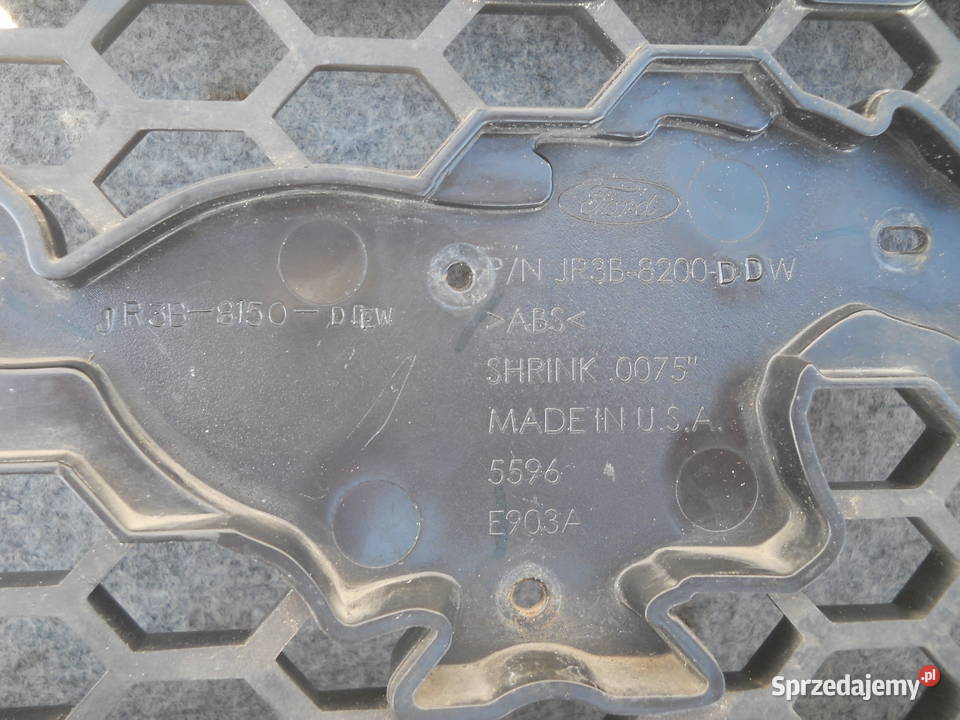 Ford
P/N JR3B-8200-DDW
JR3B-8150-DEW
>ABS<
SHRINK .0075"
MADE IN U.S.A.
5596
E903A
Sprzedajemy.pl